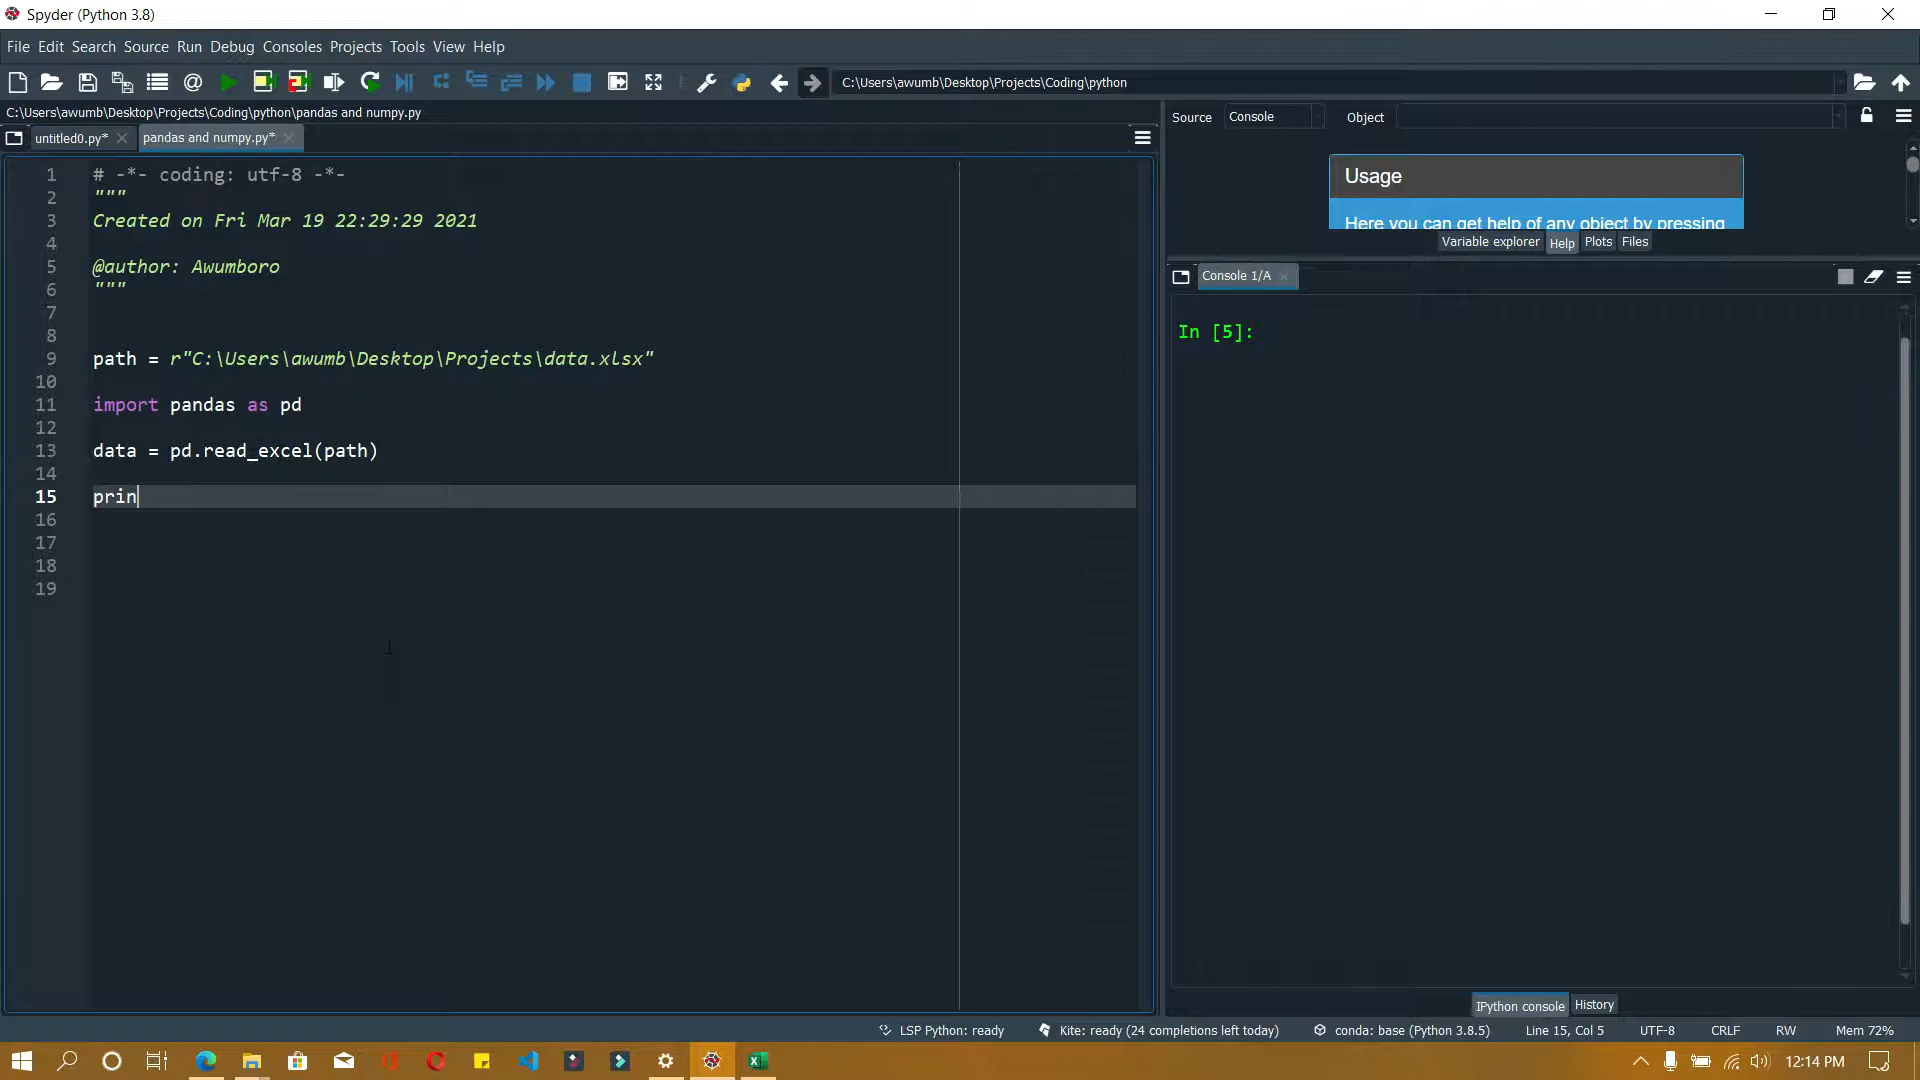 Spyder (Python 3.8)
File Edit Search Source Run Debug Consoles Projects Tools View Help
C:\Users\awumb\Desktop\Projects\Coding\python
C:\Users\awumb\Desktop\Projects\Coding\python\pandas and numpy.py
untitled0.py* pandas and numpy.py*
1 # -*- coding: utf-8 -*-
2 """
3 Created on Fri Mar 19 22:29:29 2021
4
5 @author: Awumboro
6 """
7
8
9 path = r"C:\Users\awumb\Desktop\Projects\data.xlsx"
10
11 import pandas as pd
12
13 data = pd.read_excel(path)
14
15 prin
16
17
18
19
Source Console Object
Usage
Here you can get help of any object by pressing
Variable explorer Help Plots Files
Console 1/A
In [5]:
IPython console History
LSP Python: ready Kite: ready (24 completions left today) conda: base (Python 3.8.5) Line 15, Col 5 UTF-8 CRLF RW Mem 72%
12:14 PM